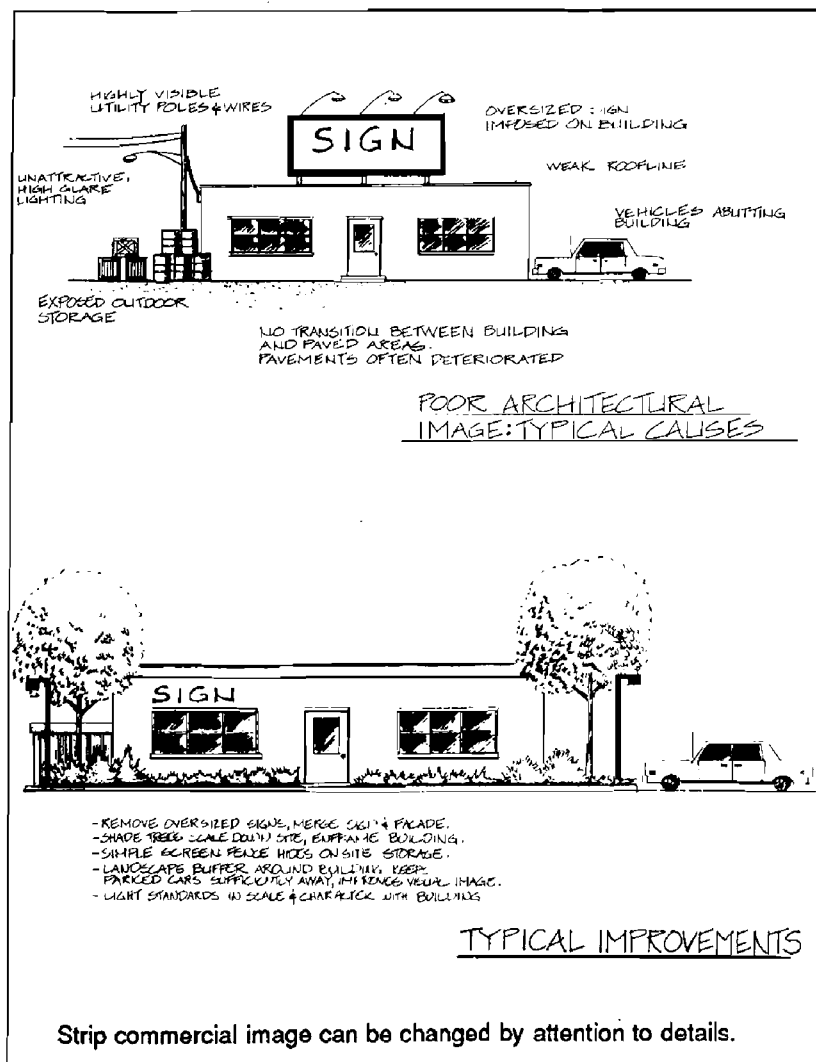 HIGHLY VISIBLE
UTILITY POLES & WIRES
OVERSIZED SIGN
IMPOSED ON BUILDING
SIGN
UNATTRACTIVE,
HIGH GLARE
LIGHTING
WEAK ROOFLINE
VEHICLES ABUTTING
BUILDING
EXPOSED OUTDOOR
STORAGE
NO TRANSITION BETWEEN BUILDING
AND PAVED AREAS.
PAVEMENTS OFTEN DETERIORATED
POOR ARCHITECTURAL
IMAGE: TYPICAL CAUSES
SIGN
- REMOVE OVERSIZED SIGNS, MERGE SIGN & FACADE.
- SHADE TREES SCALE DOWN SITE, ENFRAME BUILDING.
- SIMPLE SCREEN FENCE HIDES ON SITE STORAGE.
- LANDSCAPE BUFFER AROUND BUILDING KEEPS
PARKED CARS SUFFICIENTLY AWAY, IMPROVES VISUAL IMAGE.
- LIGHT STANDARDS IN SCALE & CHARACTER WITH BUILDING
TYPICAL IMPROVEMENTS
Strip commercial image can be changed by attention to details.